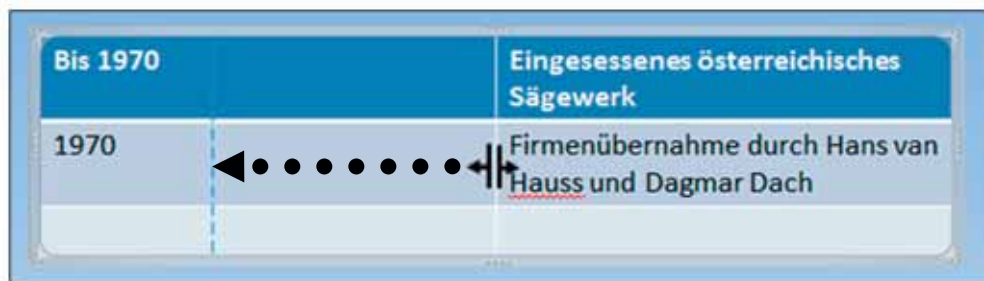 Bis 1970
Eingesessenes österreichisches
Sägewerk
1970
Firmenübernahme durch Hans van
Hauss und Dagmar Dach